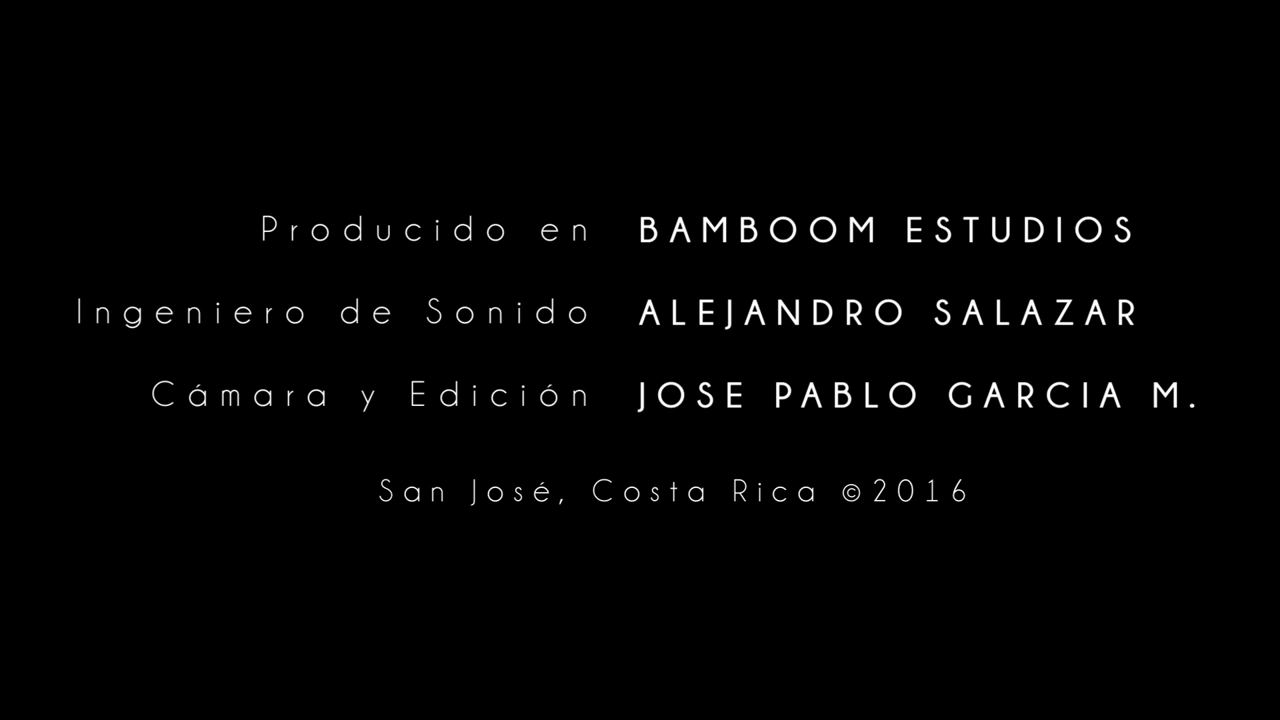 Producido en BAMBOOM ESTUDIOS
Ingeniero de Sonido ALEJANDRO SALAZAR
Cámara y Edición JOSE PABLO GARCIA M.
San José, Costa Rica ©2016